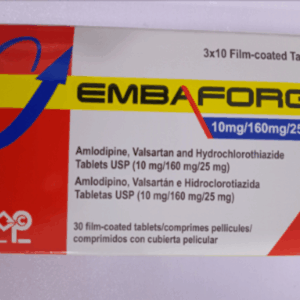 3x10 Film-coated Ta
EMBAFORG
10mg/160mg/25
Amlodipine, Valsartan and Hydrochlorothiazide
Tablets USP (10 mg/160 mg/25 mg)
Amlodipino, Valsartán e Hidroclorotiazida
Tabletas USP (10 mg/160 mg/25 mg)
30 film-coated tablets/comprimes pellicules/
comprimidos con cubierta pelicular